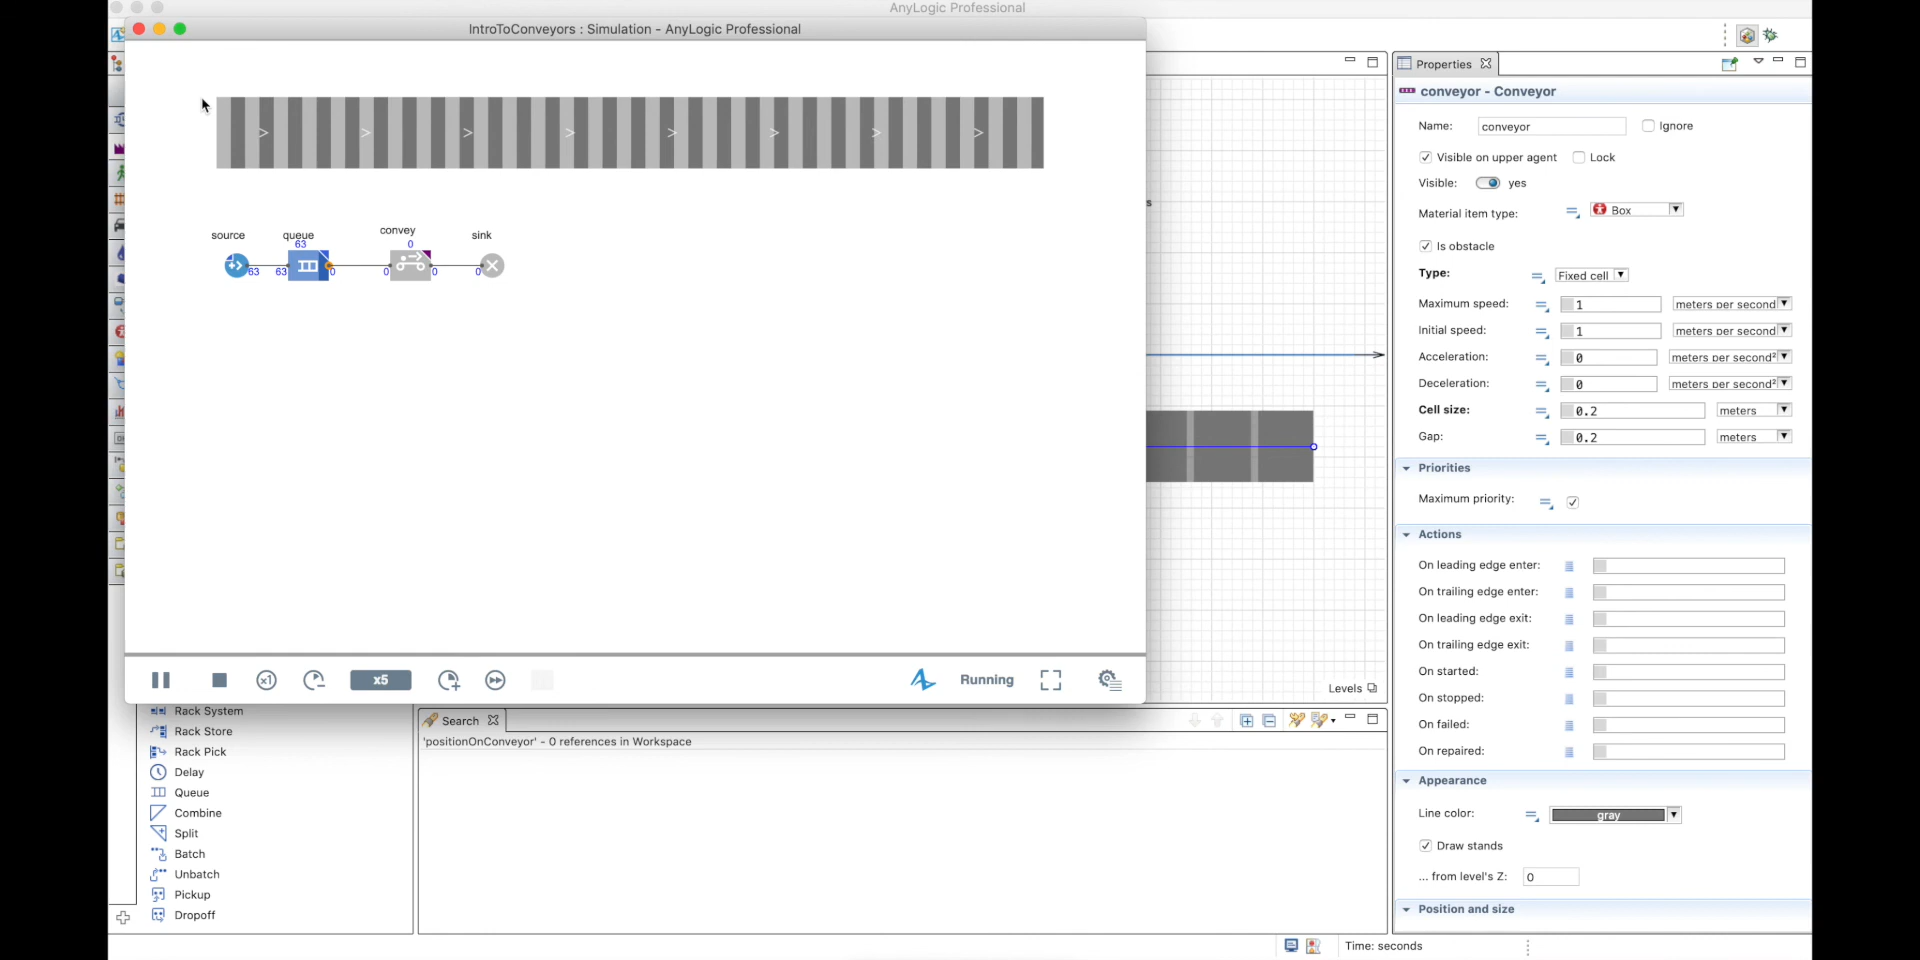 AnyLogic Professional
IntroToConveyors : Simulation - AnyLogic Professional
> > > > > > > >
source
queue
convey
sink
63
0
63
63
0
0
0
0
x1
x5
Running
s
Levels
Rack System
Rack Store
Rack Pick
Delay
Queue
Combine
Split
Batch
Unbatch
Pickup
Dropoff
Search
'positionOnConveyor' - 0 references in Workspace
Time: seconds
Properties
conveyor - Conveyor
Name: conveyor Ignore
Visible on upper agent Lock
Visible: yes
Material item type: Box
Is obstacle
Type: Fixed cell
Maximum speed: 1 meters per second
Initial speed: 1 meters per second
Acceleration: 0 meters per second²
Deceleration: 0 meters per second²
Cell size: 0.2 meters
Gap: 0.2 meters
Priorities
Maximum priority:
Actions
On leading edge enter:
On trailing edge enter:
On leading edge exit:
On trailing edge exit:
On started:
On stopped:
On failed:
On repaired:
Appearance
Line color: gray
Draw stands
... from level's Z: 0
Position and size